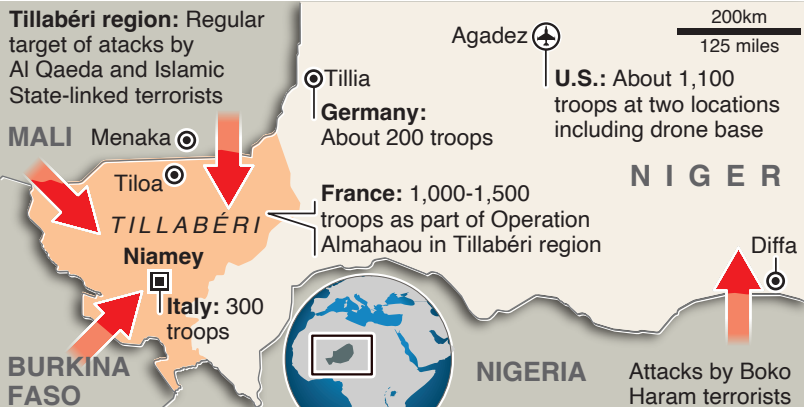 Tillabéri region: Regular
target of atacks by
Al Qaeda and Islamic
State-linked terrorists
MALI
Menaka
Tiloa
TILLABÉRI
Niamey
Italy: 300
troops
BURKINA
FASO
Tillia
Germany:
About 200 troops
France: 1,000-1,500
troops as part of Operation
Almahaou in Tillabéri region
Agadez
200km
125 miles
U.S.: About 1,100
troops at two locations
including drone base
NIGER
Diffa
NIGERIA
Attacks by Boko
Haram terrorists